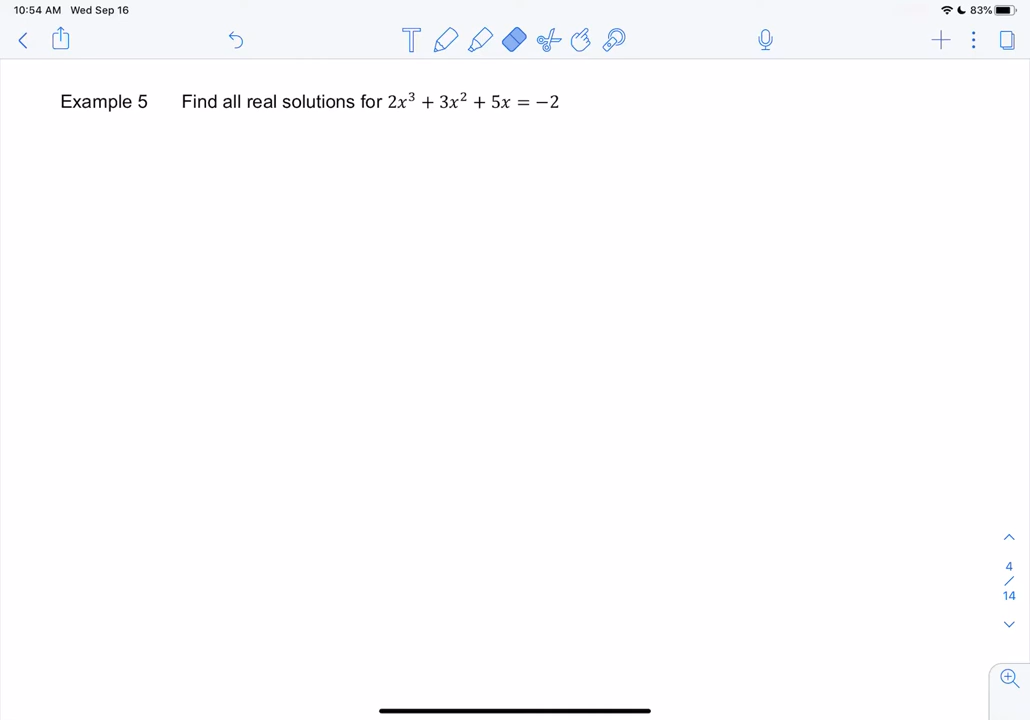 10:54 AM Wed Sep 16
83%
T
Example 5 Find all real solutions for 2x³ + 3x² + 5x = −2
4
/
14